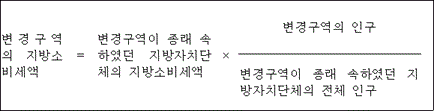 변경구역의 인구
변 경 구 역
의 지방소
비세액
=
변경구역이 종래 속
하였던 지방자치단
체의 지방소비세액
×
변경구역이 종래 속하였던 지
방자치단체의 전체 인구